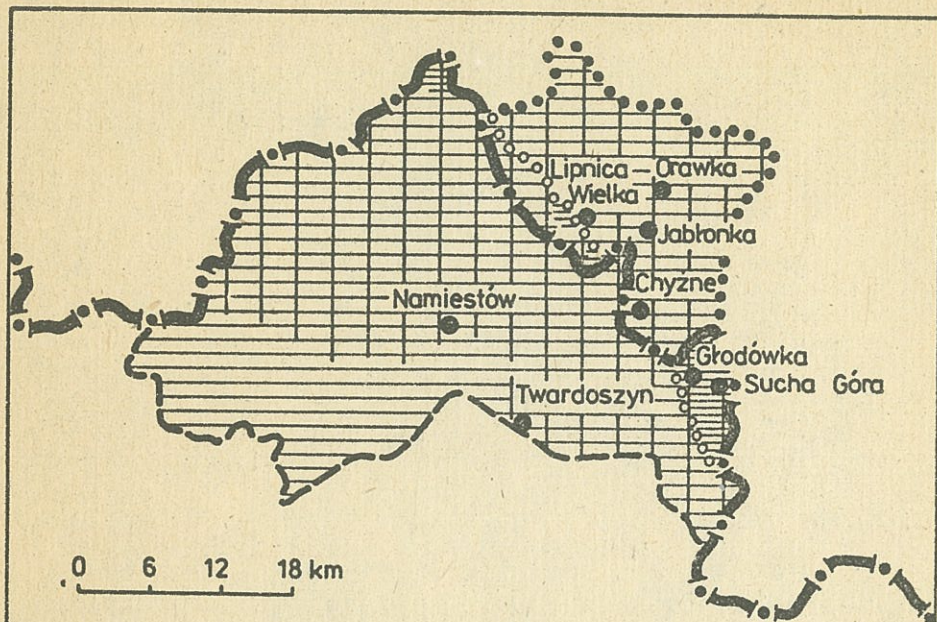 Lipnica Orawka
Wielka
Jabłonka
Chyżne
Namiestów
Głodówka
Sucha Góra
Twardoszyn
0 6 12 18 km